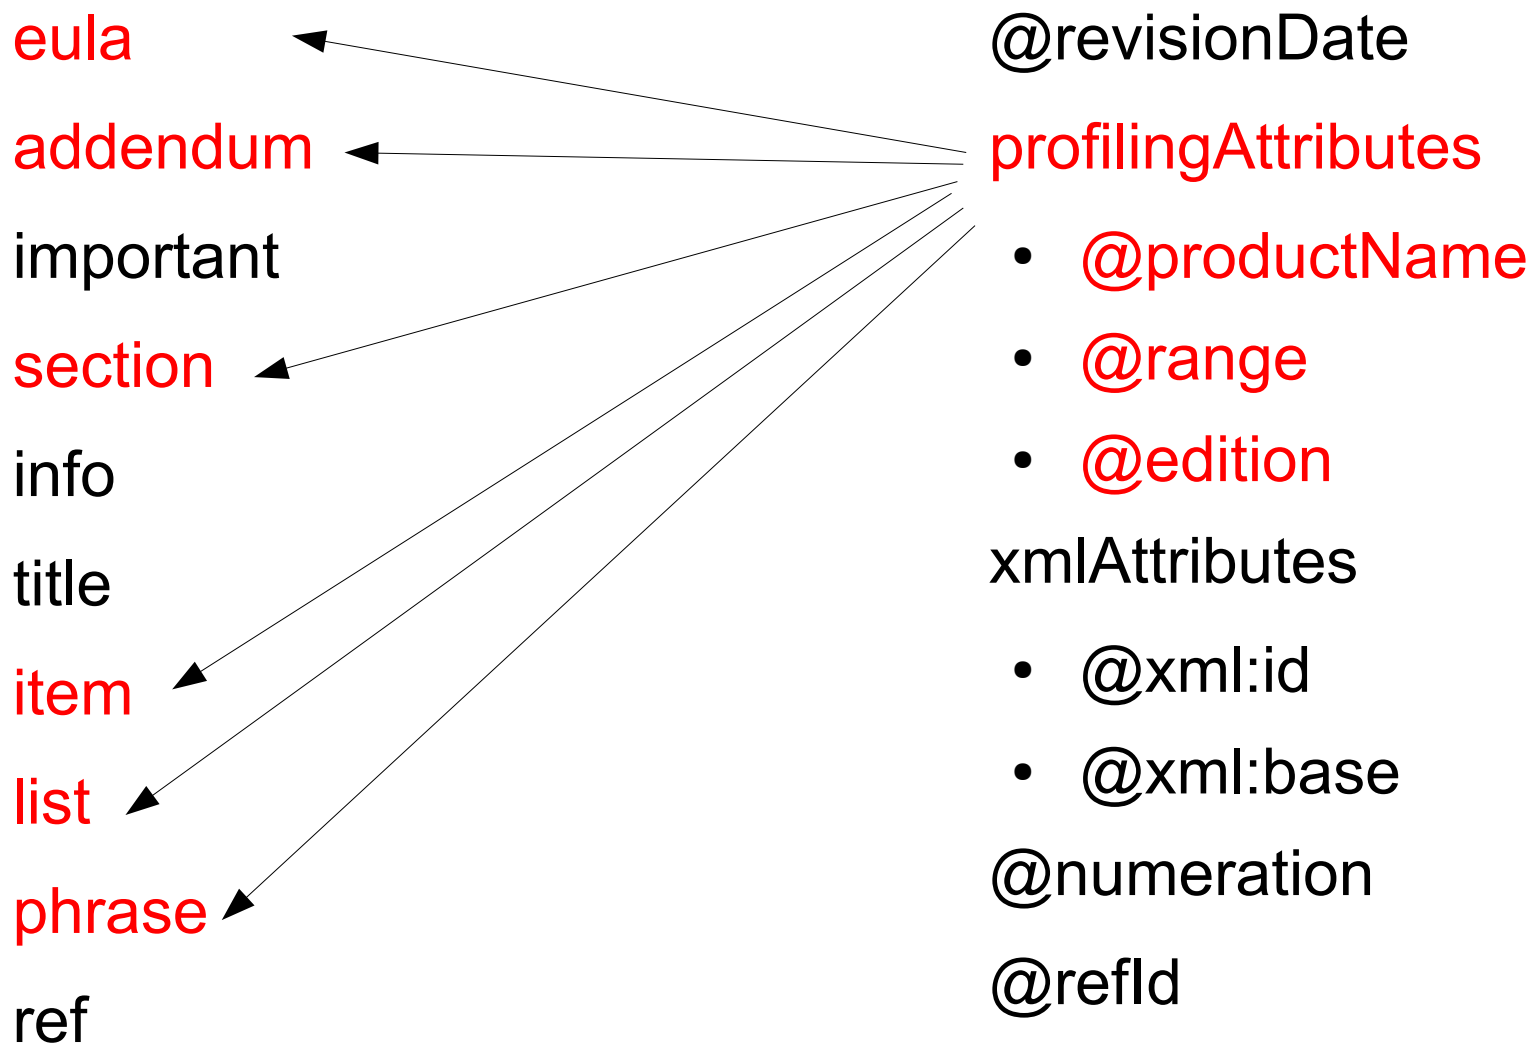 eula
addendum
important
section
info
title
item
list
phrase
ref
@revisionDate
profilingAttributes
• @productName
• @range
• @edition
xmlAttributes
• @xml:id
• @xml:base
@numeration
@refId